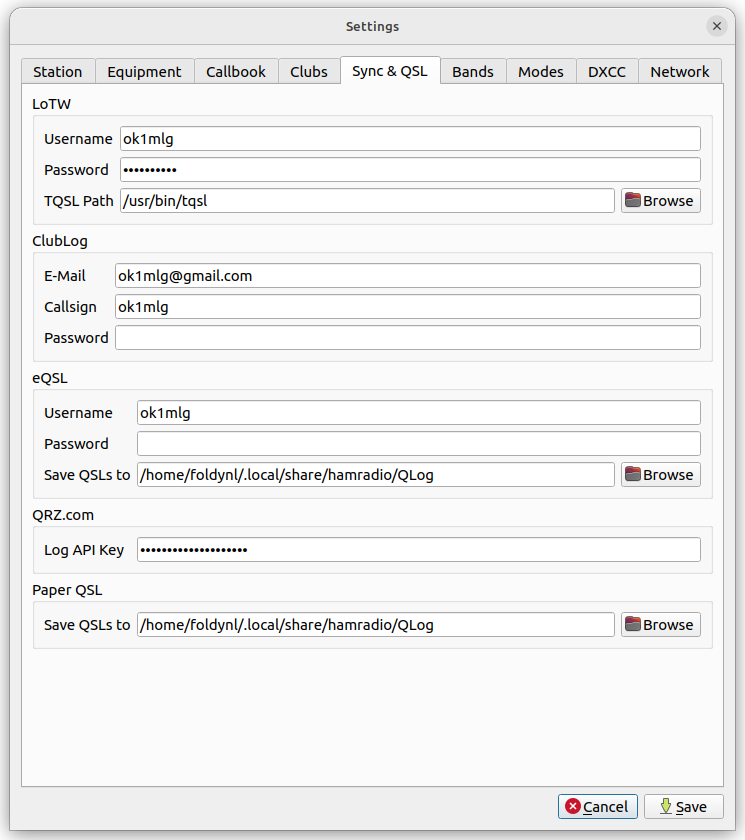 Settings
Station Equipment Callbook Clubs Sync & QSL Bands Modes DXCC Network
LoTW
Username ok1mlg
Password ••••••••••
TQSL Path /usr/bin/tqsl Browse
ClubLog
E-Mail ok1mlg@gmail.com
Callsign ok1mlg
Password
eQSL
Username ok1mlg
Password
Save QSLs to /home/foldynl/.local/share/hamradio/QLog Browse
QRZ.com
Log API Key ••••••••••••••••••••
Paper QSL
Save QSLs to /home/foldynl/.local/share/hamradio/QLog Browse
Cancel Save